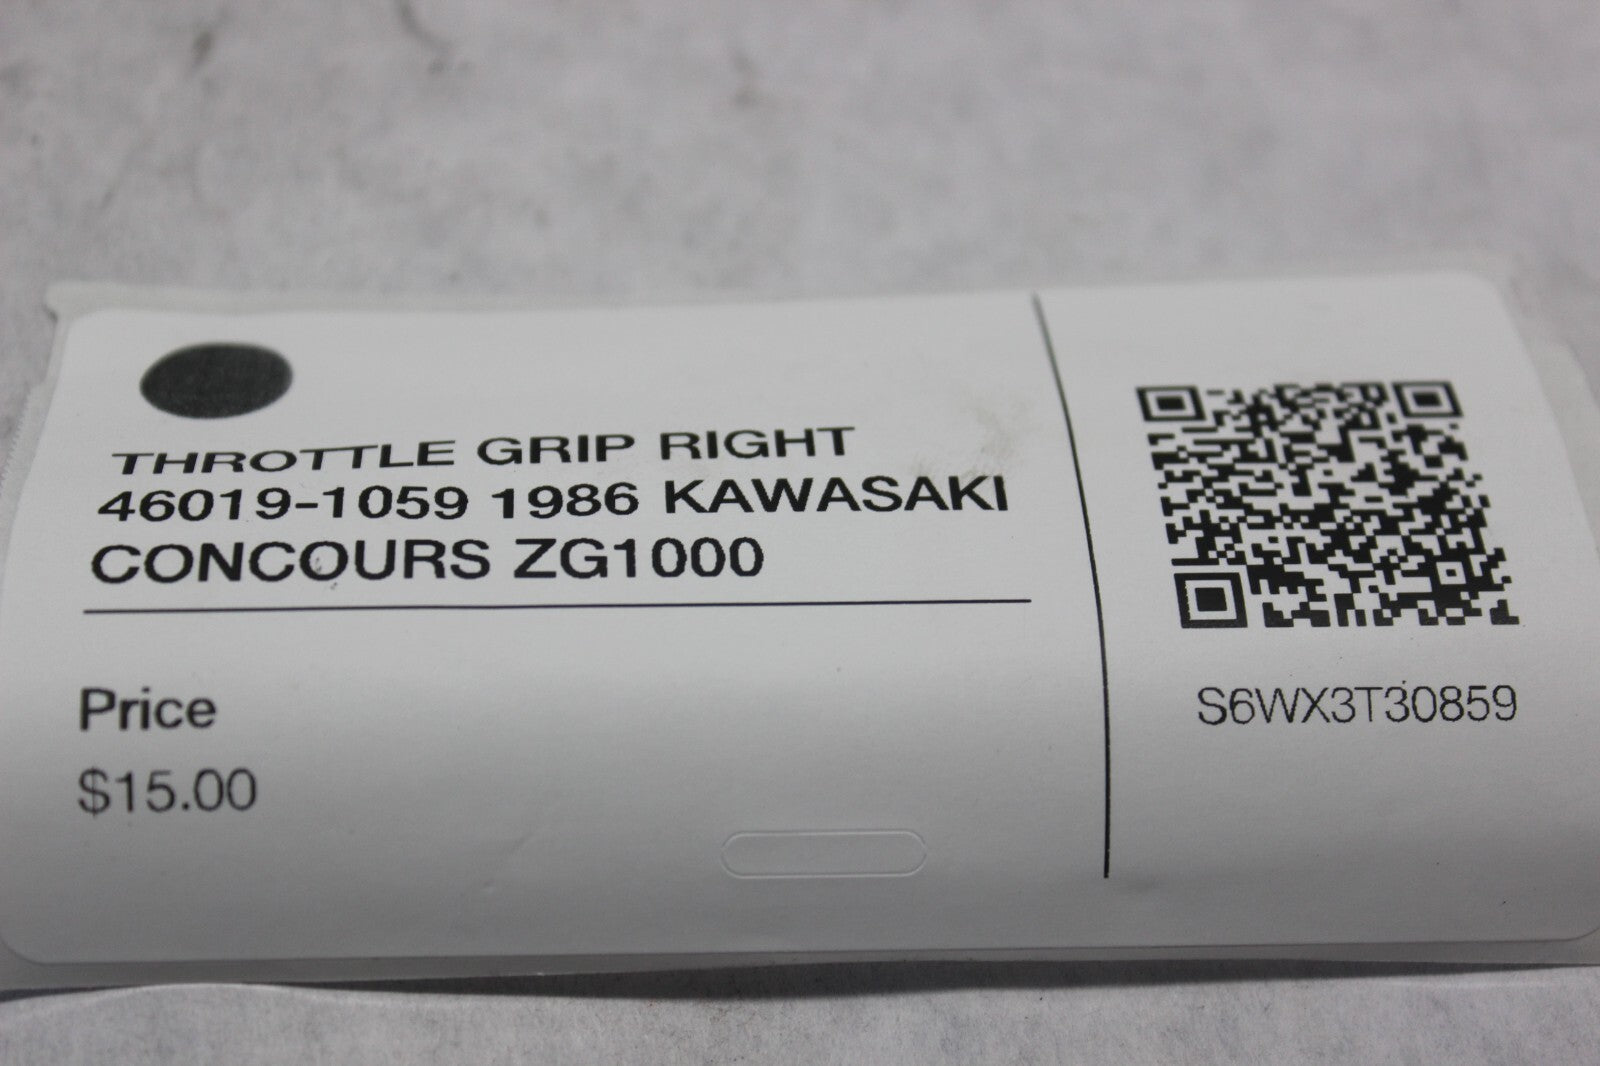 THROTTLE GRIP RIGHT
46019-1059 1986 KAWASAKI
CONCOURS ZG1000
Price
$15.00
S6WX3T30859